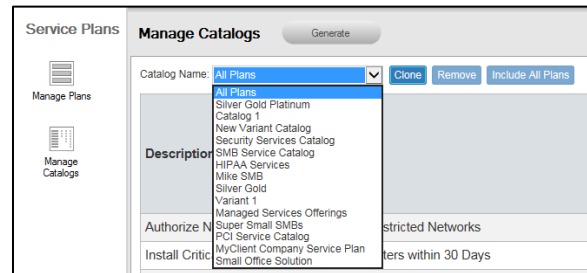 Service Plans
Manage Catalogs
Generate
Manage Plans
Manage
Catalogs
Catalog Name: All Plans
Clone
Remove
Include All Plans
All Plans
Silver Gold Platinum
Catalog 1
New Variant Catalog
Security Services Catalog
SMB Service Catalog
HIPAA Services
Mike SMB
Silver Gold
Variant 1
Managed Services Offerings
Super Small SMBs
PCI Service Catalog
MyClient Company Service Plan
Small Office Solution
Description
Authorize N stricted Networks
Install Critic ters within 30 Days